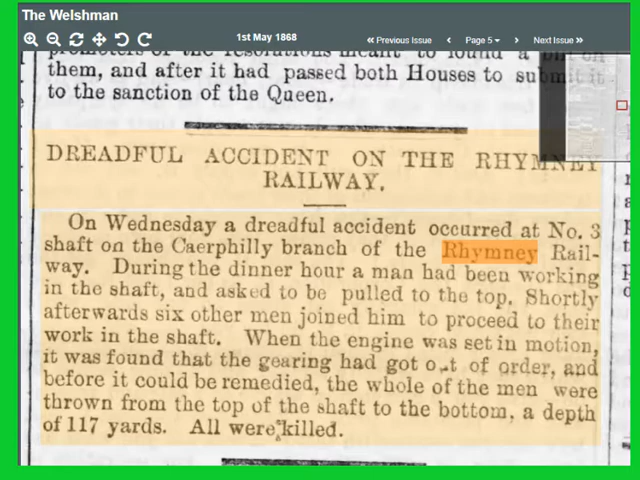 The Welshman
1st May 1868
Previous Issue
Page 5
Next Issue
them, and after it had passed both Houses to submit it
to the sanction of the Queen.
DREADFUL ACCIDENT ON THE RHYMNEY
RAILWAY.
On Wednesday a dreadful accident occurred at No. 3
shaft on the Caerphilly branch of the Rhymney Rail-
way. During the dinner hour a man had been working
in the shaft, and asked to be pulled to the top. Shortly
afterwards six other men joined him to proceed to their
work in the shaft. When the engine was set in motion,
it was found that the gearing had got out of order, and
before it could be remedied, the whole of the men were
thrown from the top of the shaft to the bottom, a depth
of 117 yards. All were killed.